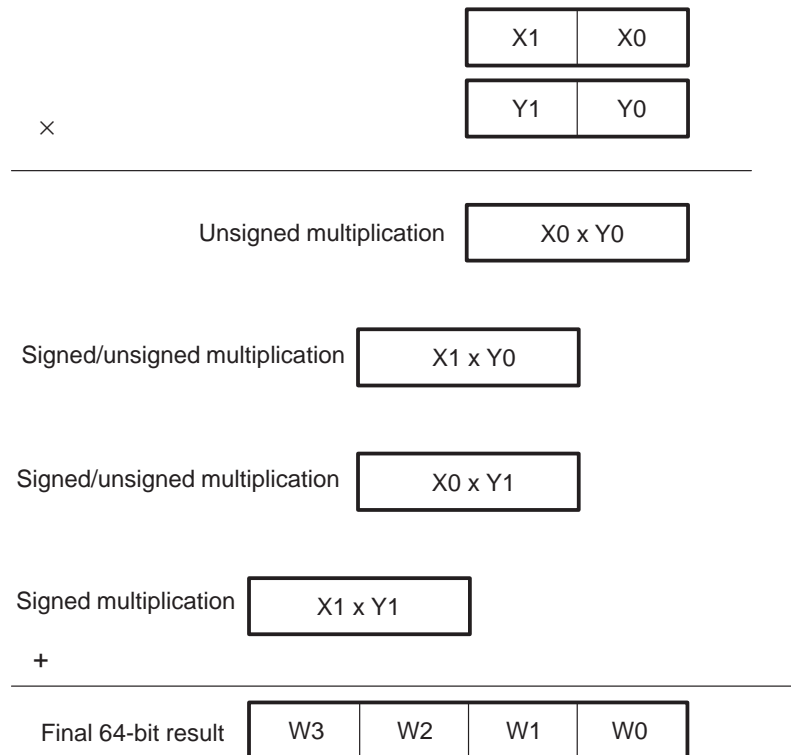 X1 X0
Y1 Y0
×
Unsigned multiplication X0 x Y0
Signed/unsigned multiplication X1 x Y0
Signed/unsigned multiplication X0 x Y1
Signed multiplication X1 x Y1
+
Final 64-bit result W3 W2 W1 W0